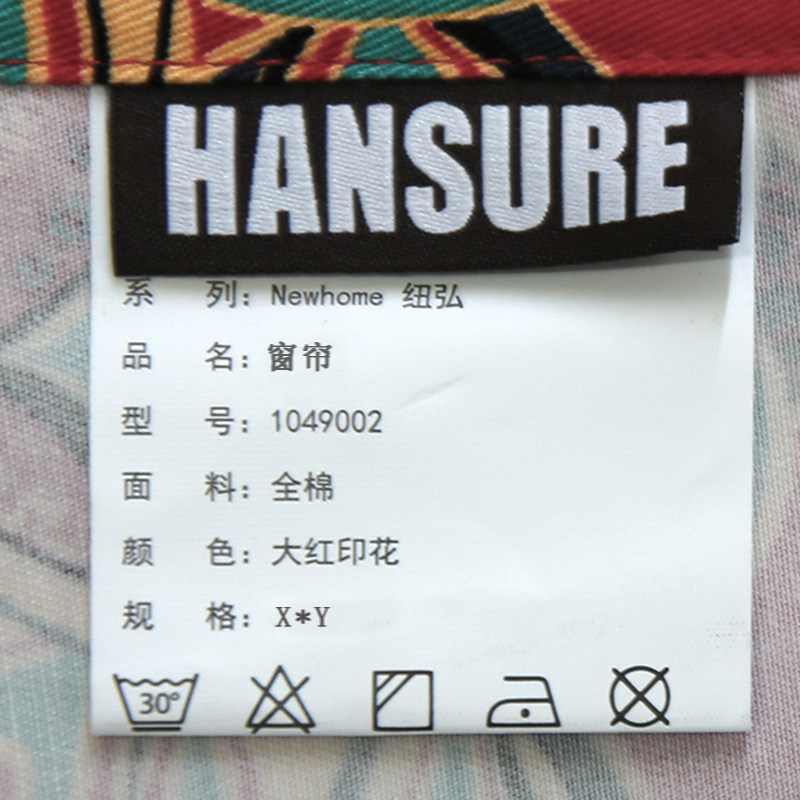 HANSURE
系 列：Newhome 纽弘
品 名：窗帘
型 号：1049002
面 料：全棉
颜 色：大红印花
规 格：X*Y
30°